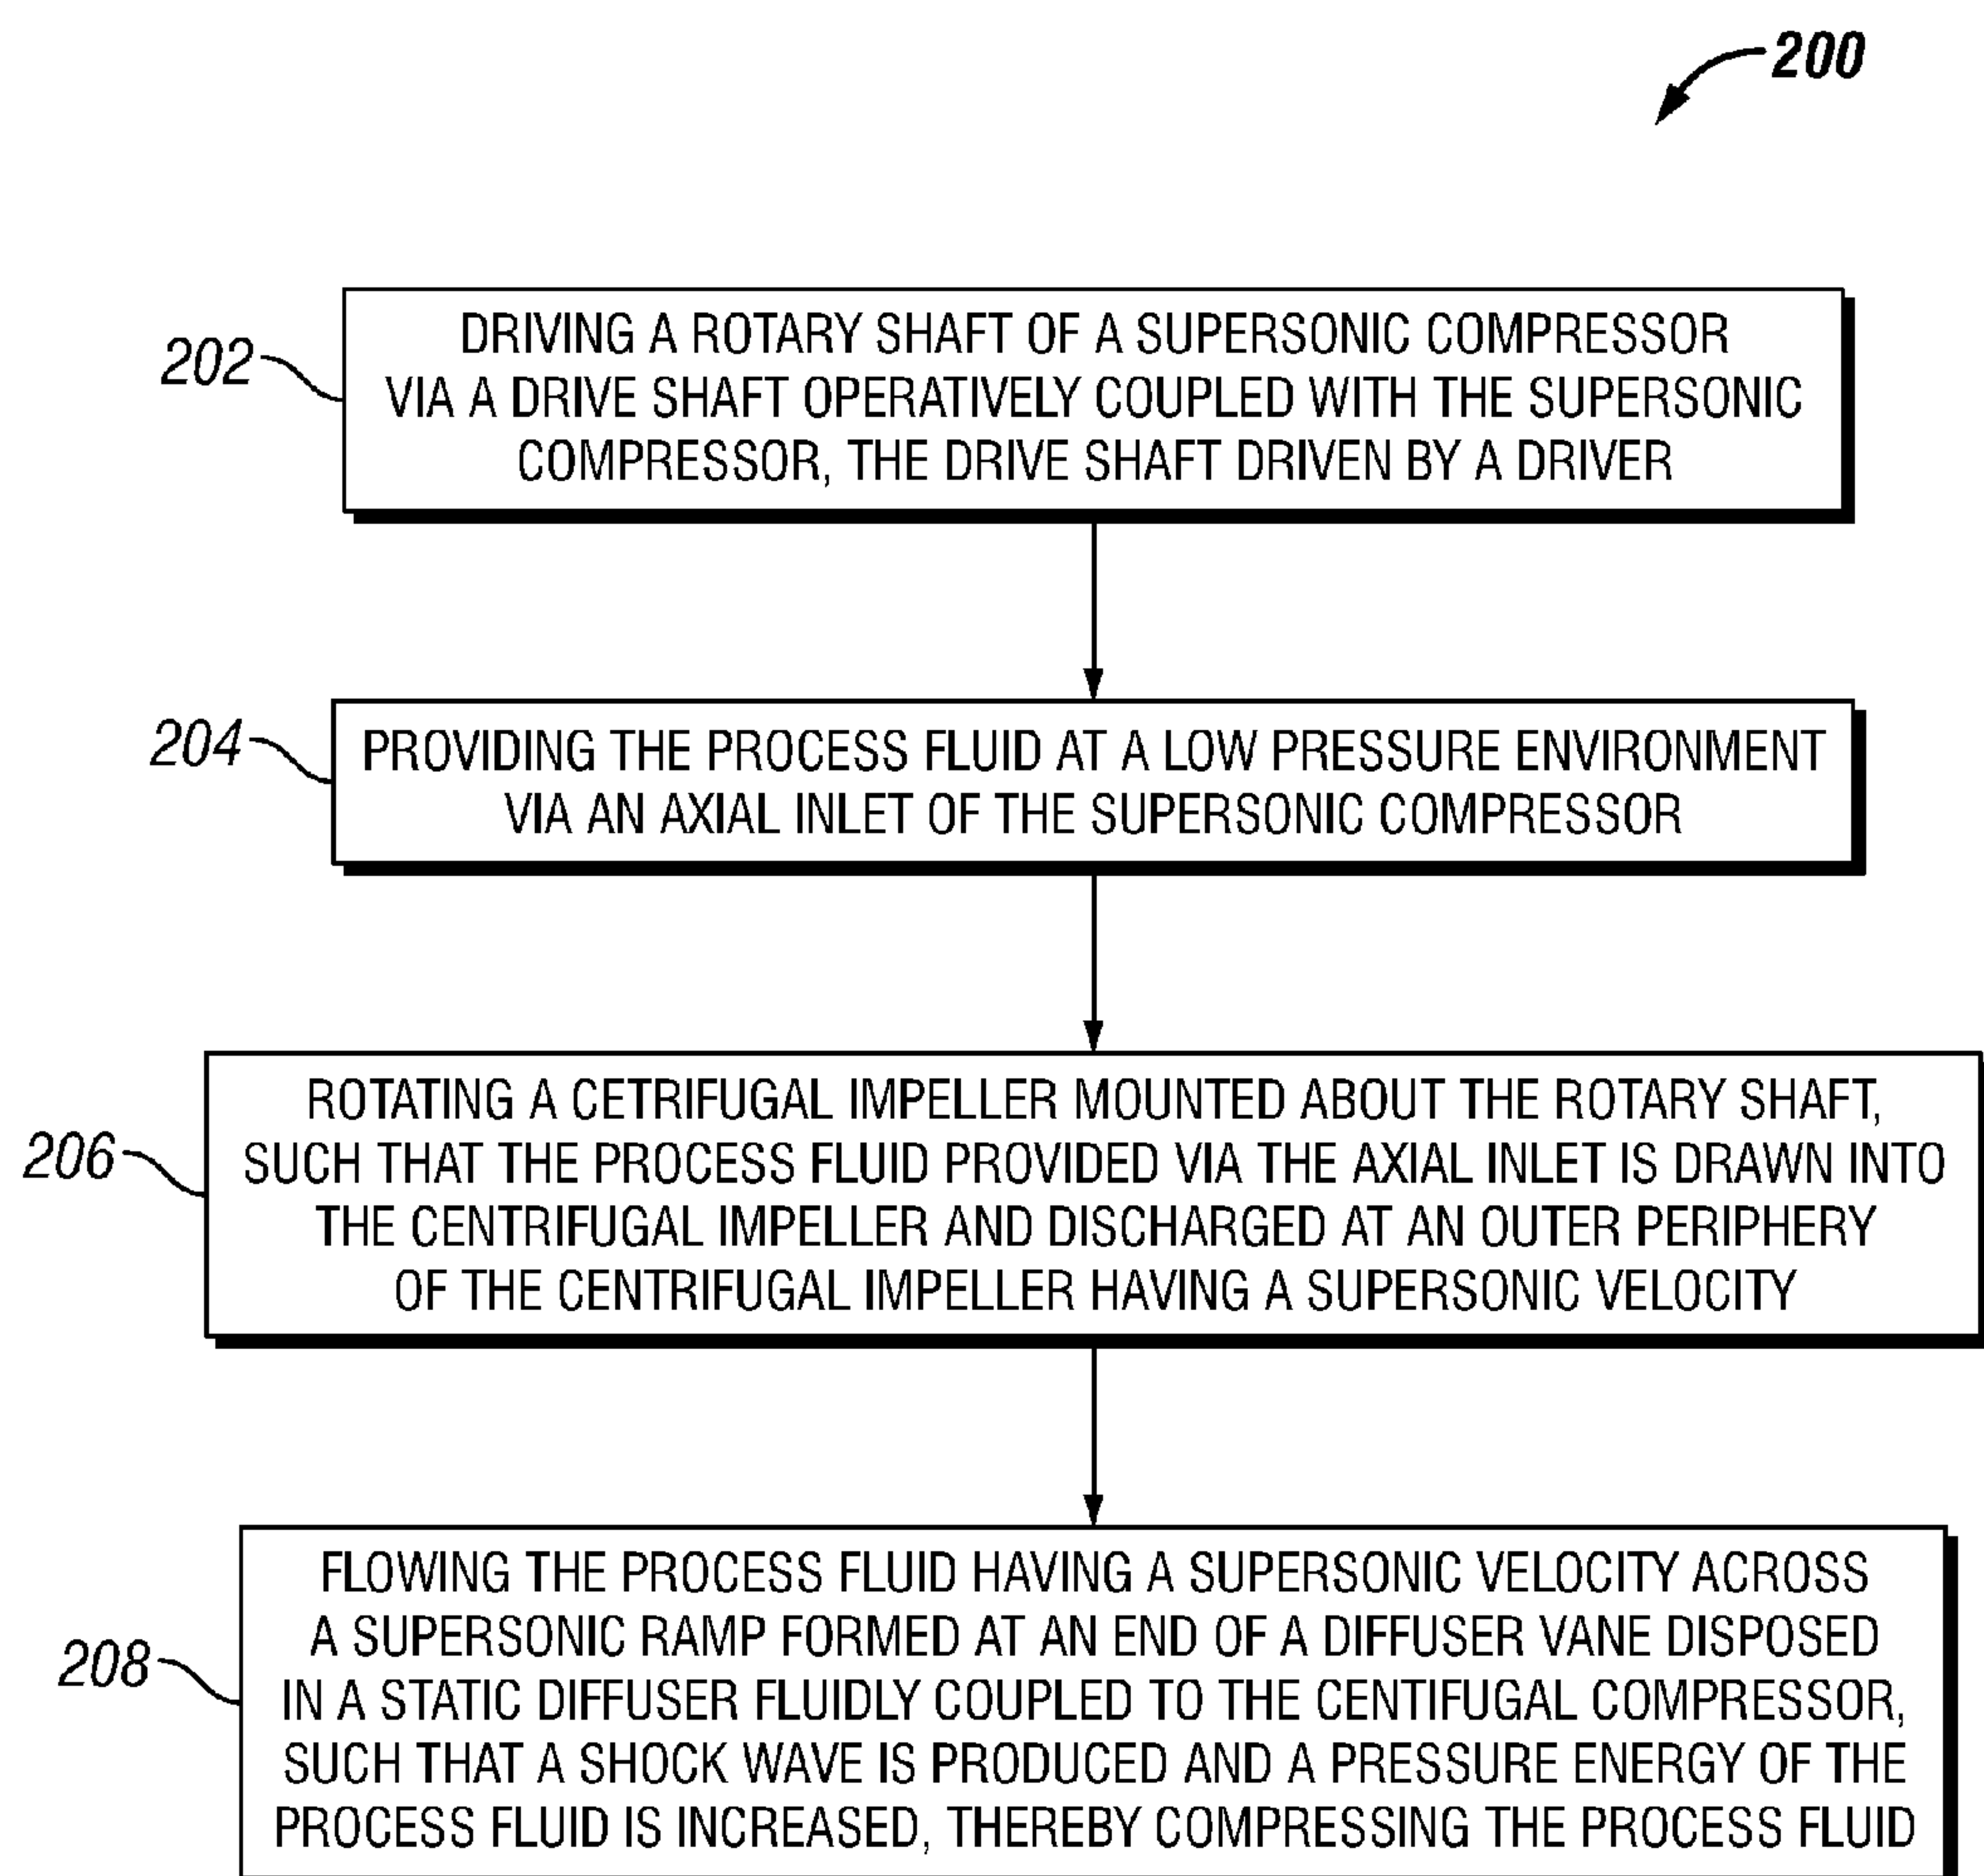 200
202
DRIVING A ROTARY SHAFT OF A SUPERSONIC COMPRESSOR
VIA A DRIVE SHAFT OPERATIVELY COUPLED WITH THE SUPERSONIC
COMPRESSOR, THE DRIVE SHAFT DRIVEN BY A DRIVER
204
PROVIDING THE PROCESS FLUID AT A LOW PRESSURE ENVIRONMENT
VIA AN AXIAL INLET OF THE SUPERSONIC COMPRESSOR
206
ROTATING A CETRIFUGAL IMPELLER MOUNTED ABOUT THE ROTARY SHAFT,
SUCH THAT THE PROCESS FLUID PROVIDED VIA THE AXIAL INLET IS DRAWN INTO
THE CENTRIFUGAL IMPELLER AND DISCHARGED AT AN OUTER PERIPHERY
OF THE CENTRIFUGAL IMPELLER HAVING A SUPERSONIC VELOCITY
208
FLOWING THE PROCESS FLUID HAVING A SUPERSONIC VELOCITY ACROSS
A SUPERSONIC RAMP FORMED AT AN END OF A DIFFUSER VANE DISPOSED
IN A STATIC DIFFUSER FLUIDLY COUPLED TO THE CENTIFUGAL COMPRESSOR,
SUCH THAT A SHOCK WAVE IS PRODUCED AND A PRESSURE ENERGY OF THE
PROCESS FLUID IS INCREASED, THEREBY COMPRESSING THE PROCESS FLUID